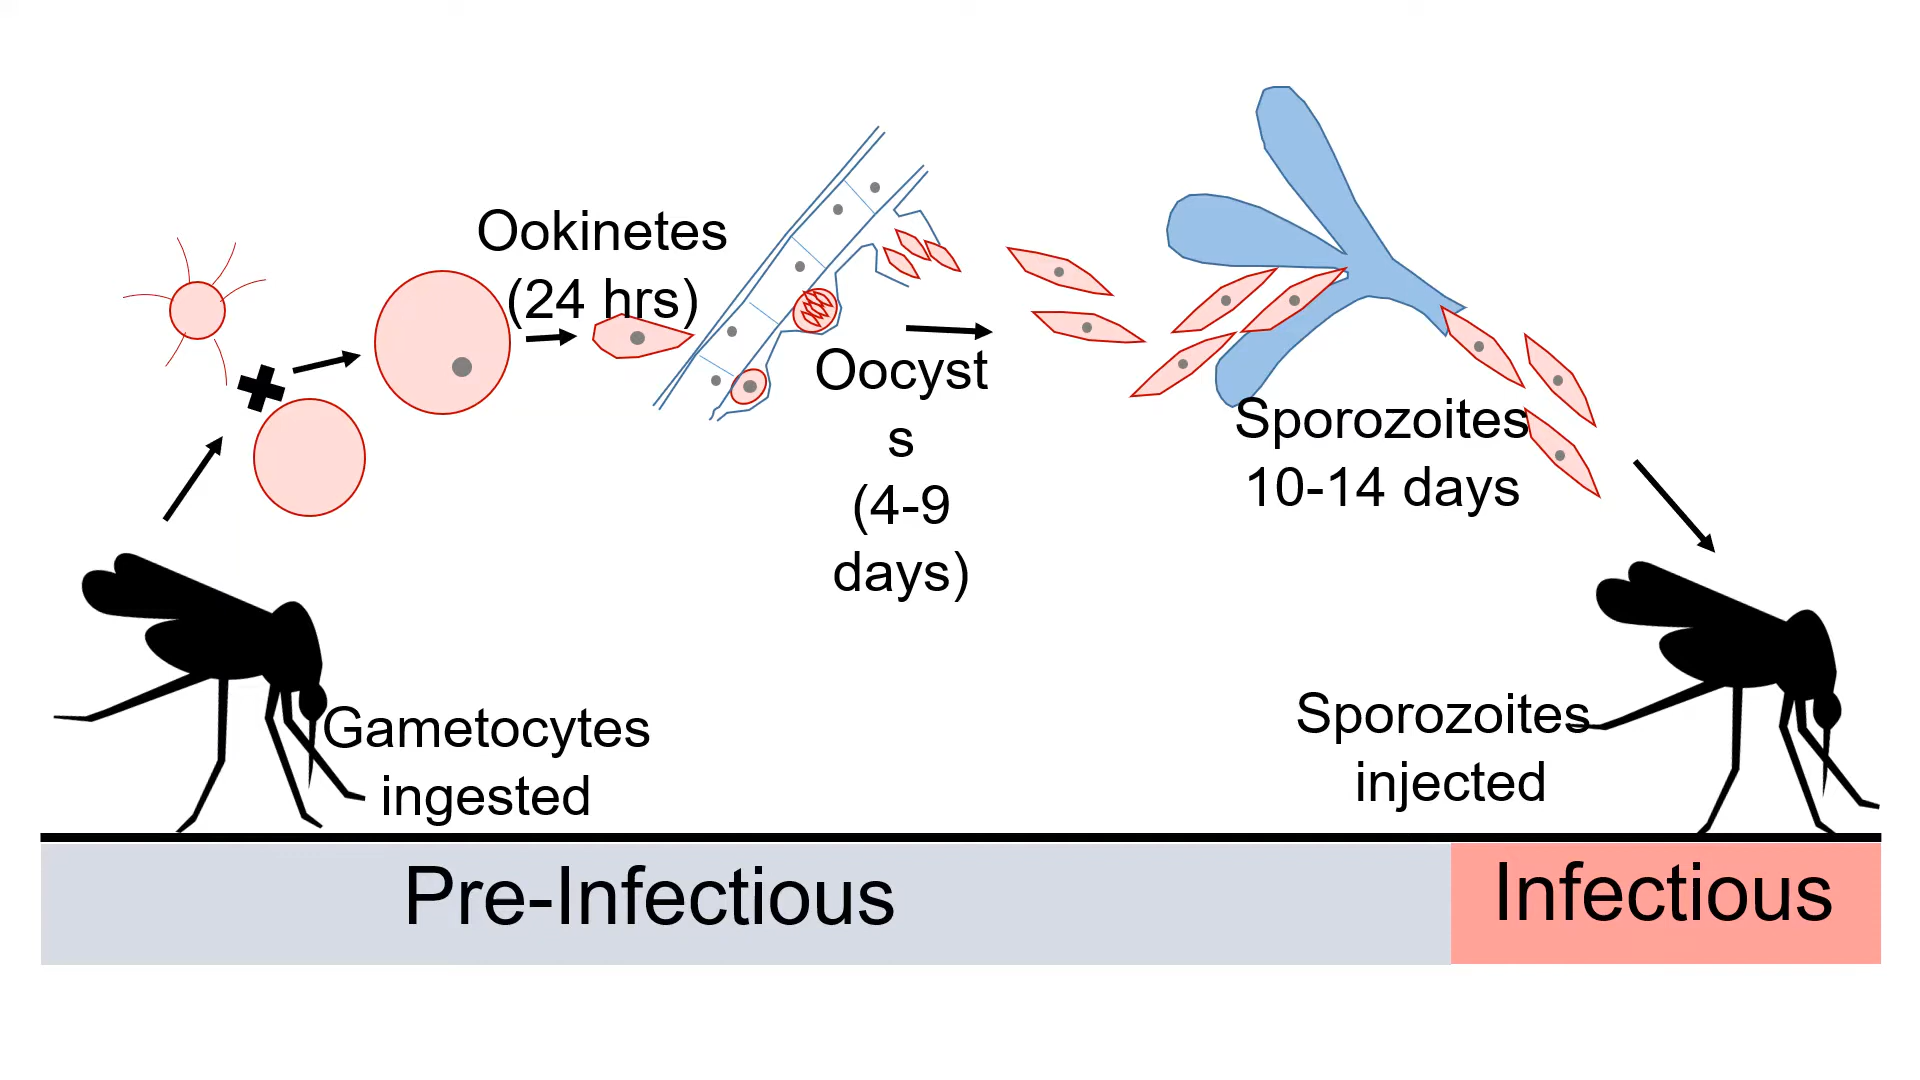 Ookinetes
(24 hrs)
Oocyst
s
(4-9
days)
Sporozoites
10-14 days
Gametocytes
ingested
Sporozoites
injected
Pre-Infectious
Infectious